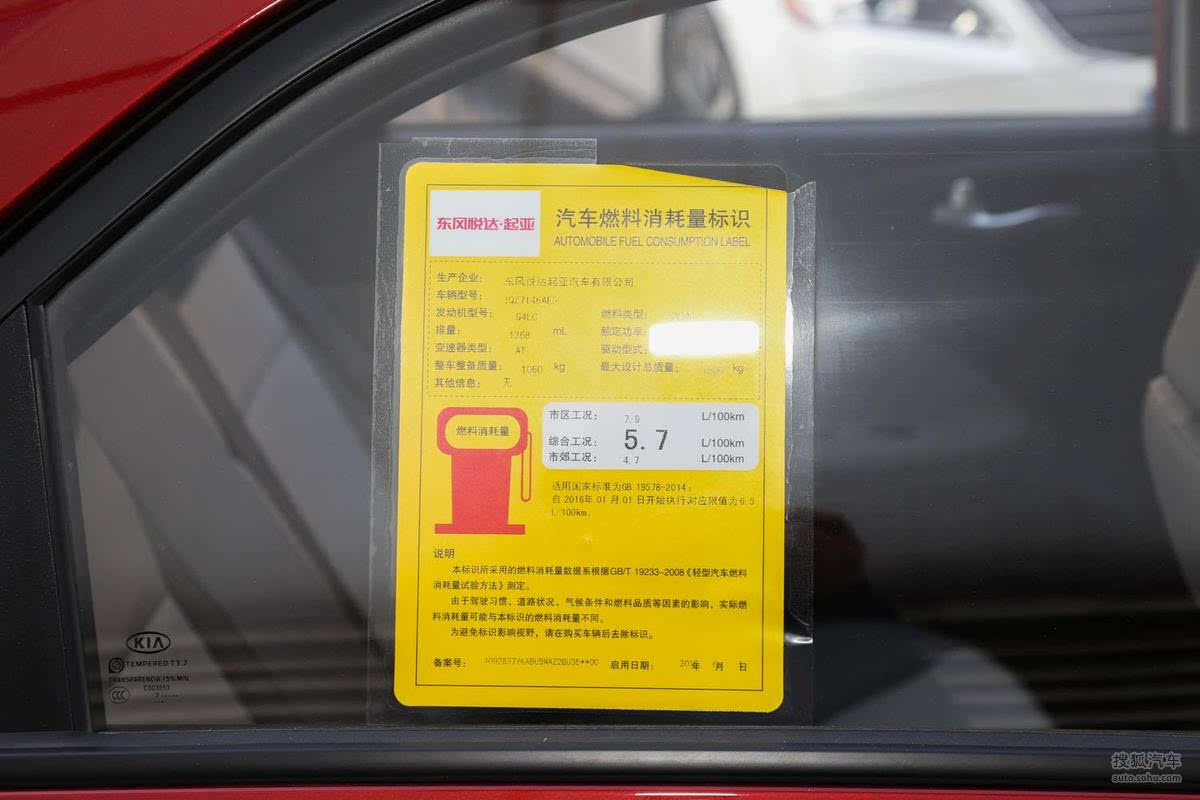 东风悦达·起亚
汽车燃料消耗量标识
AUTOMOBILE FUEL CONSUMPTION LABEL
生产企业: 东风悦达起亚汽车有限公司
车辆型号:
发动机型号: G4LC 燃料类型:
排量: 1368 mL 额定功率:
变速器类型: AT 驱动型式:
整车整备质量: 1060 kg 最大设计总质量: kg
其他信息: 无
燃料消耗量
市区工况: 7.9 L/100km
综合工况: 5.7 L/100km
市郊工况: 4.7 L/100km
适用国家标准为GB 19578-2014;
自 2016年 01 月 01 日开始执行对应限值为6.5
L 100km.
说明
本标识所采用的燃料消耗量数据系根据GB/T 19233-2008《轻型汽车燃料
消耗量试验方法》测定。
由于驾驶习惯、道路状况、气候条件和燃料品质等因素的影响，实际燃
料消耗量可能与本标识的燃料消耗量不同。
为避免标识影响视野，请在购买车辆后去除标识。
备案号: 启用日期: 年 月 日
KIA
TEMPERED T3.2
TRANSPARENCIA 75% MIN.
CCC
搜狐汽车
auto.sohu.com